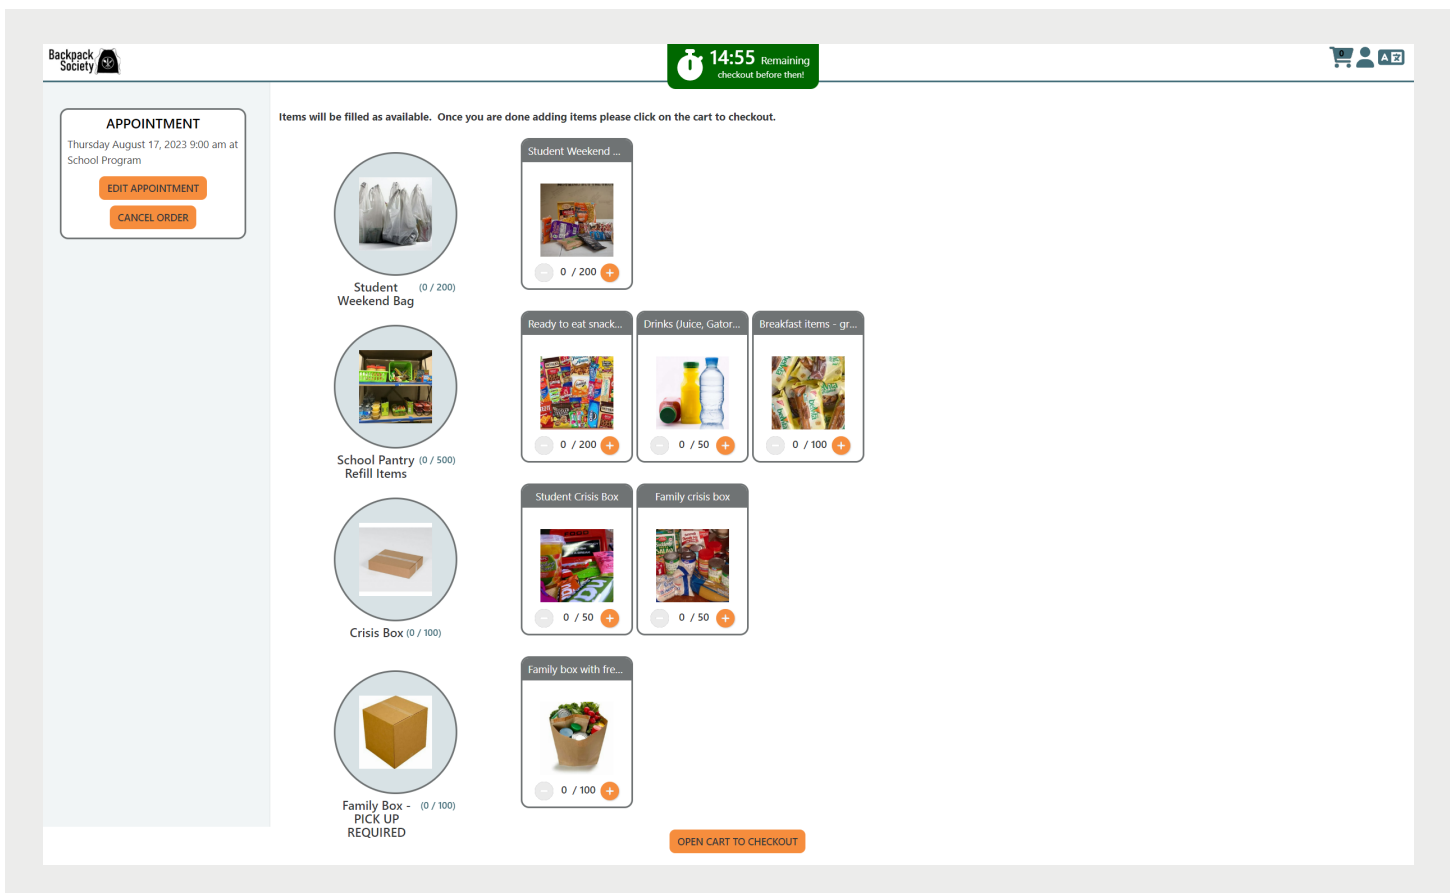 Backpack
Society
14:55 Remaining
checkout before then!
0
A
APPOINTMENT
Thursday August 17, 2023 9:00 am at
School Program
EDIT APPOINTMENT
CANCEL ORDER
Items will be filled as available. Once you are done adding items please click on the cart to checkout.
Student (0 / 200)
Weekend Bag
Student Weekend ...
0 / 200
School Pantry (0 / 500)
Refill Items
Ready to eat snack...
0 / 200
Drinks (Juice, Gator...
0 / 50
Breakfast items - gr...
0 / 100
Crisis Box (0 / 100)
Student Crisis Box
0 / 50
Family crisis box
0 / 50
Family Box - (0 / 100)
PICK UP
REQUIRED
Family box with fre...
0 / 100
OPEN CART TO CHECKOUT